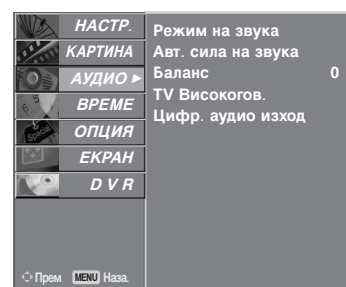 НАСТР.
КАРТИНА
АУДИО ►
ВРЕМЕ
ОПЦИЯ
ЕКРАН
D V R
Режим на звука
Авт. сила на звука
Баланс 0
TV Високогов.
Цифр. аудио изход
Прем MENU Наза.